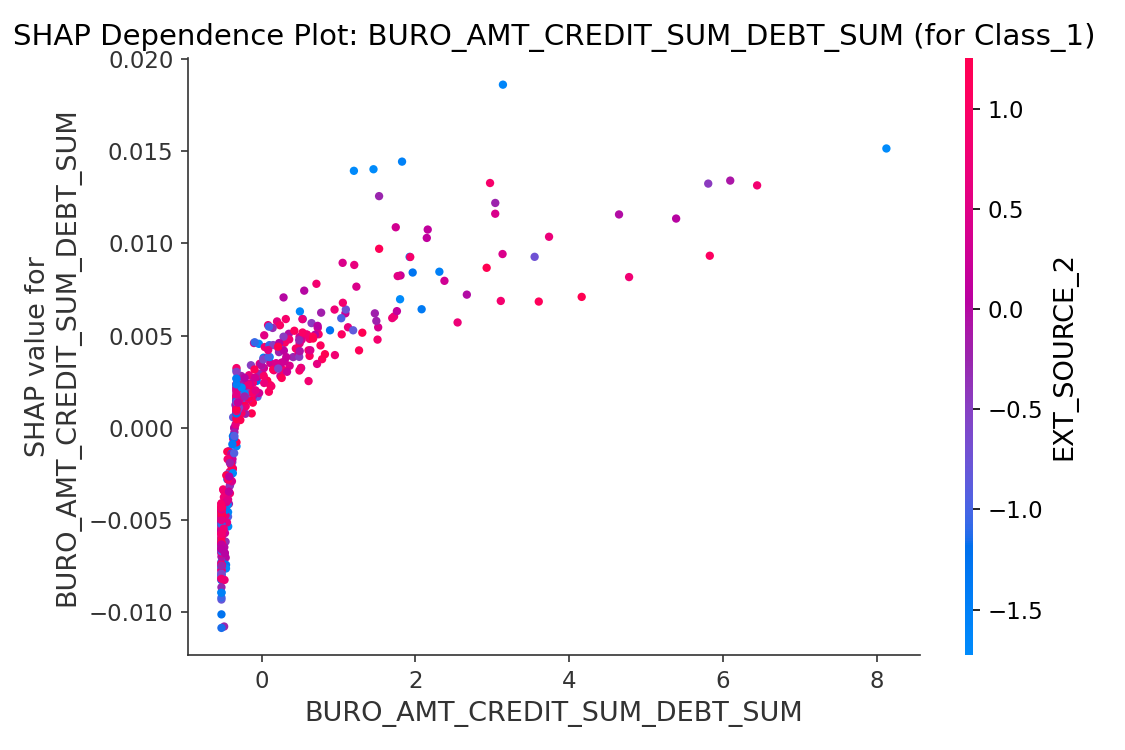 SHAP Dependence Plot: BURO_AMT_CREDIT_SUM_DEBT_SUM (for Class_1)
0.020
0.015
0.010
0.005
0.000
−0.005
−0.010
SHAP value for
BURO_AMT_CREDIT_SUM_DEBT_SUM
0 2 4 6 8
BURO_AMT_CREDIT_SUM_DEBT_SUM
1.0
0.5
0.0
−0.5
−1.0
−1.5
EXT_SOURCE_2